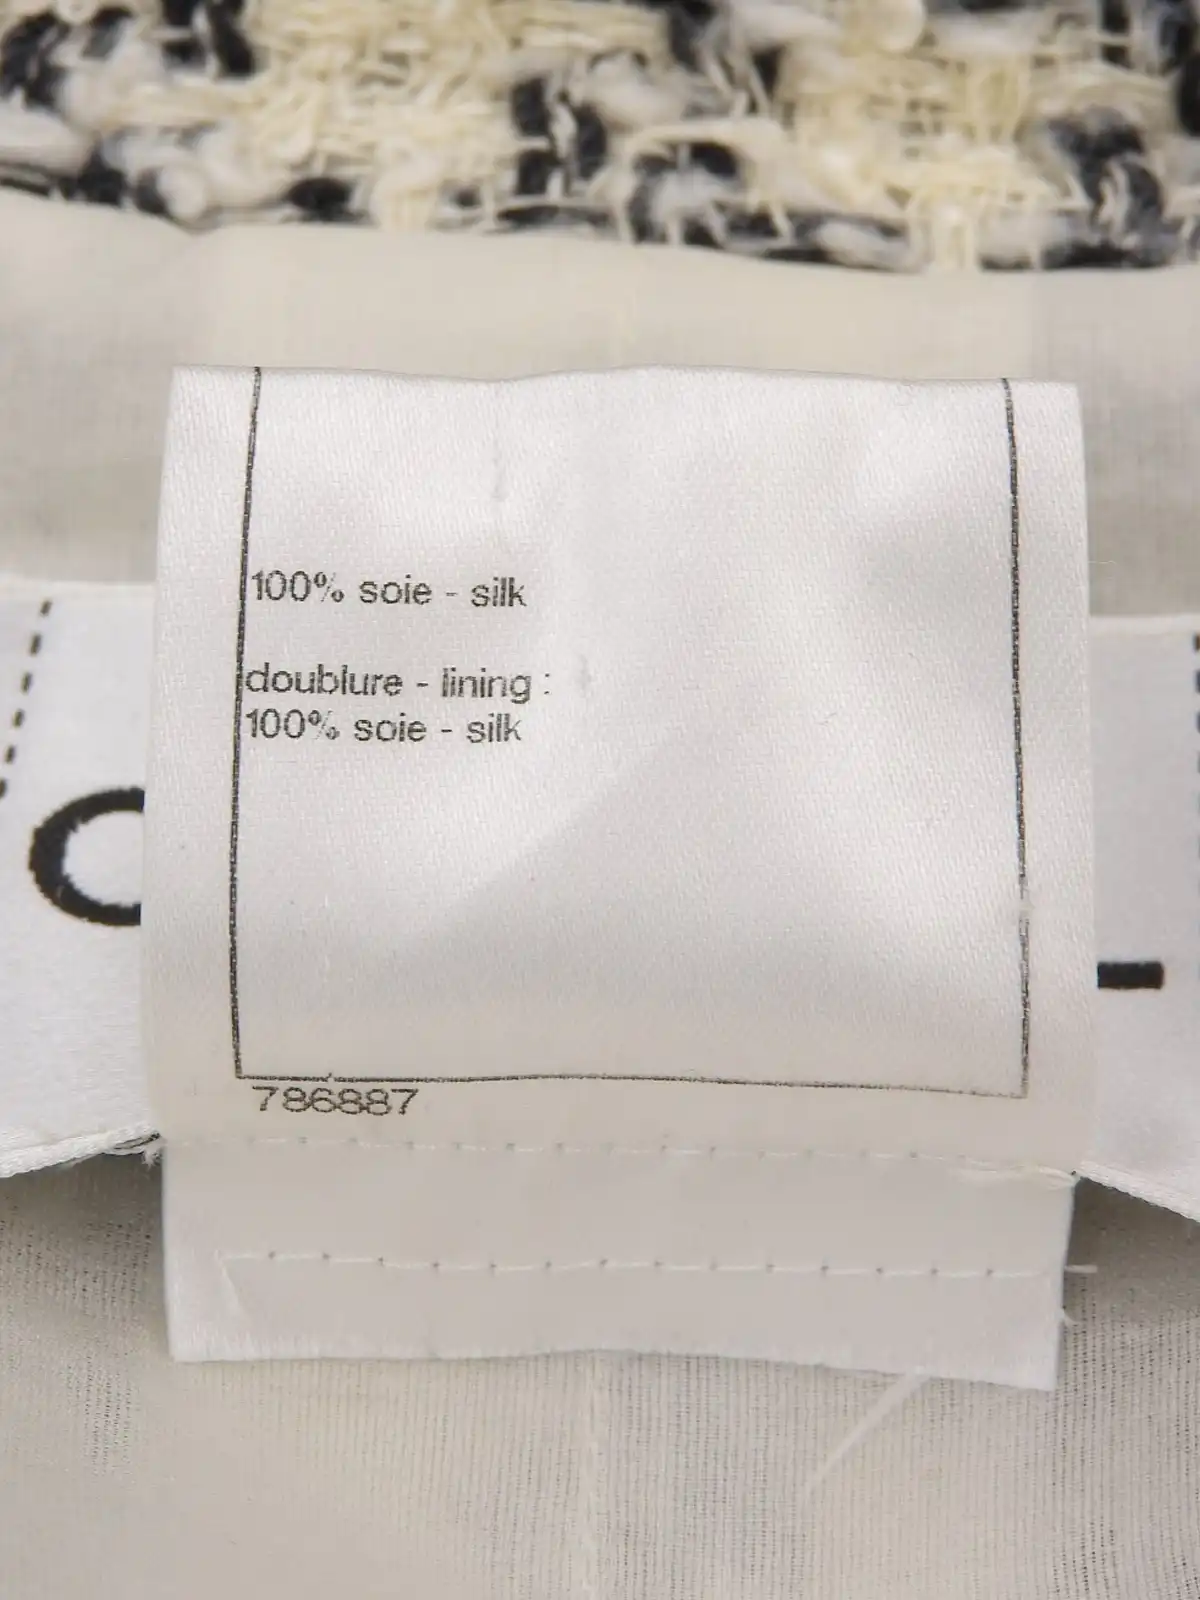 100% soie - silk
doublure - lining :
100% soie - silk
786887